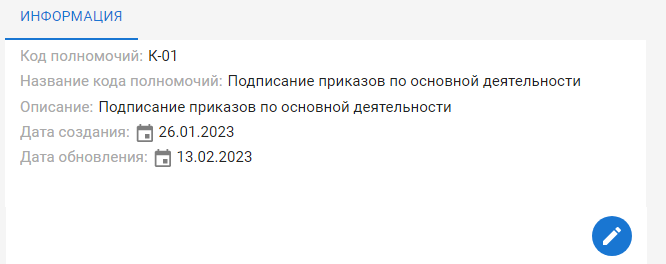 ИНФОРМАЦИЯ
Код полномочий: К-01
Название кода полномочий: Подписание приказов по основной деятельности
Описание: Подписание приказов по основной деятельности
Дата создания: 26.01.2023
Дата обновления: 13.02.2023